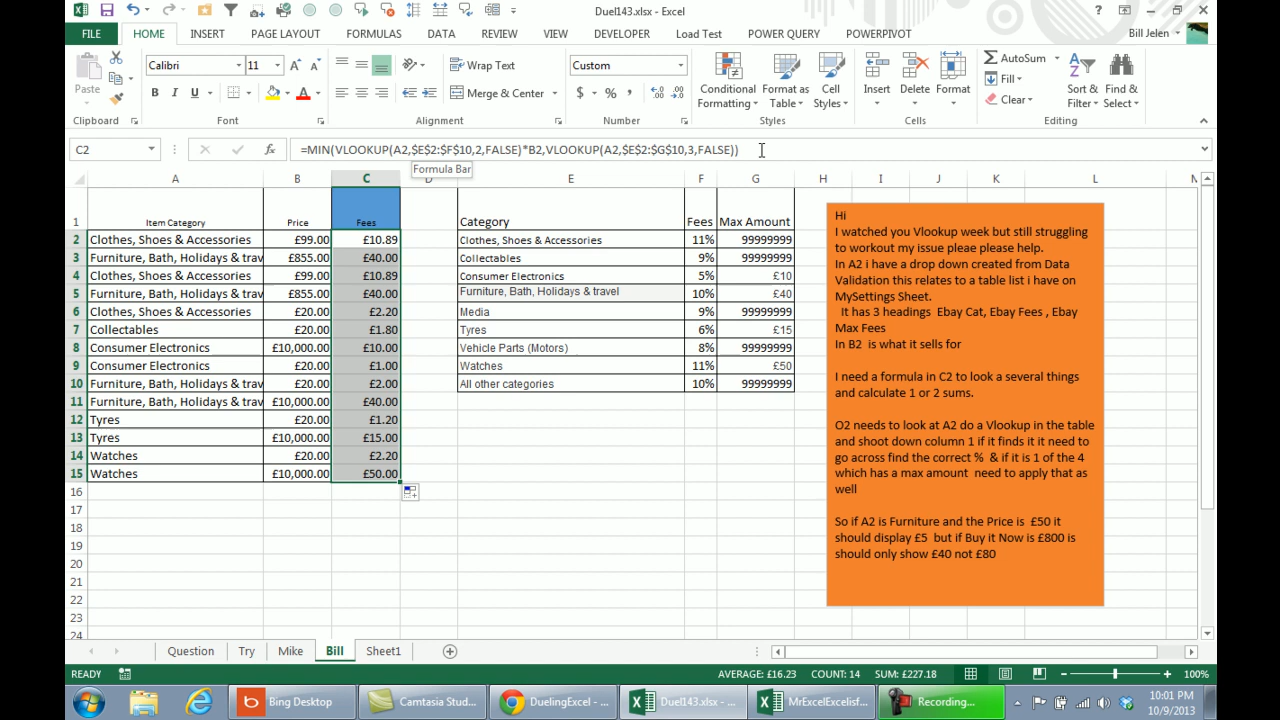 Duel143.xlsx - Excel
FILE HOME INSERT PAGE LAYOUT FORMULAS DATA REVIEW VIEW DEVELOPER Load Test POWER QUERY POWERPIVOT Bill Jelen
Paste
Clipboard
Calibri 11
B I U
Font
Wrap Text
Merge & Center
Alignment
Custom
$ % ,
Number
Conditional Formatting
Format as Table
Cell Styles
Styles
Insert Delete Format
Cells
AutoSum
Fill
Clear
Sort & Filter
Find & Select
Editing
C2 fx =MIN(VLOOKUP(A2,$E$2:$F$10,2,FALSE)*B2,VLOOKUP(A2,$E$2:$G$10,3,FALSE))
Formula Bar
A B C D E F G H I J K L
1 Item Category Price Fees Category Fees Max Amount
2 Clothes, Shoes & Accessories £99.00 £10.89 Clothes, Shoes & Accessories 11% 99999999
3 Furniture, Bath, Holidays & trav £855.00 £40.00 Collectables 9% 99999999
4 Clothes, Shoes & Accessories £99.00 £10.89 Consumer Electronics 5% £10
5 Furniture, Bath, Holidays & trav £855.00 £40.00 Furniture, Bath, Holidays & travel 10% £40
6 Clothes, Shoes & Accessories £20.00 £2.20 Media 9% 99999999
7 Collectables £20.00 £1.80 Tyres 6% £15
8 Consumer Electronics £10,000.00 £10.00 Vehicle Parts (Motors) 8% 99999999
9 Consumer Electronics £20.00 £1.00 Watches 11% £50
10 Furniture, Bath, Holidays & trav £20.00 £2.00 All other categories 10% 99999999
11 Furniture, Bath, Holidays & trav £10,000.00 £40.00
12 Tyres £20.00 £1.20
13 Tyres £10,000.00 £15.00
14 Watches £20.00 £2.20
15 Watches £10,000.00 £50.00
16
17
18
19
20
21
22
23
24
Hi
I watched you Vlookup week but still struggling
to workout my issue pleae please help.
In A2 i have a drop down created from Data
Validation this relates to a table list i have on
MySettings Sheet.
It has 3 headings Ebay Cat, Ebay Fees , Ebay
Max Fees
In B2 is what it sells for
I need a formula in C2 to look a several things
and calculate 1 or 2 sums.
O2 needs to look at A2 do a Vlookup in the table
and shoot down column 1 if it finds it it need to
go across find the correct % & if it is 1 of the 4
which has a max amount need to apply that as
well
So if A2 is Furniture and the Price is £50 it
should display £5 but if Buy it Now is £800 is
should only show £40 not £80
Question Try Mike Bill Sheet1
READY AVERAGE: £16.23 COUNT: 14 SUM: £227.18 100%
Bing Desktop Camtasia Stud... DuelingExcel - ... Duel143.xlsx - ... MrExcelExcelisf... Recording... 10:01 PM
10/9/2013